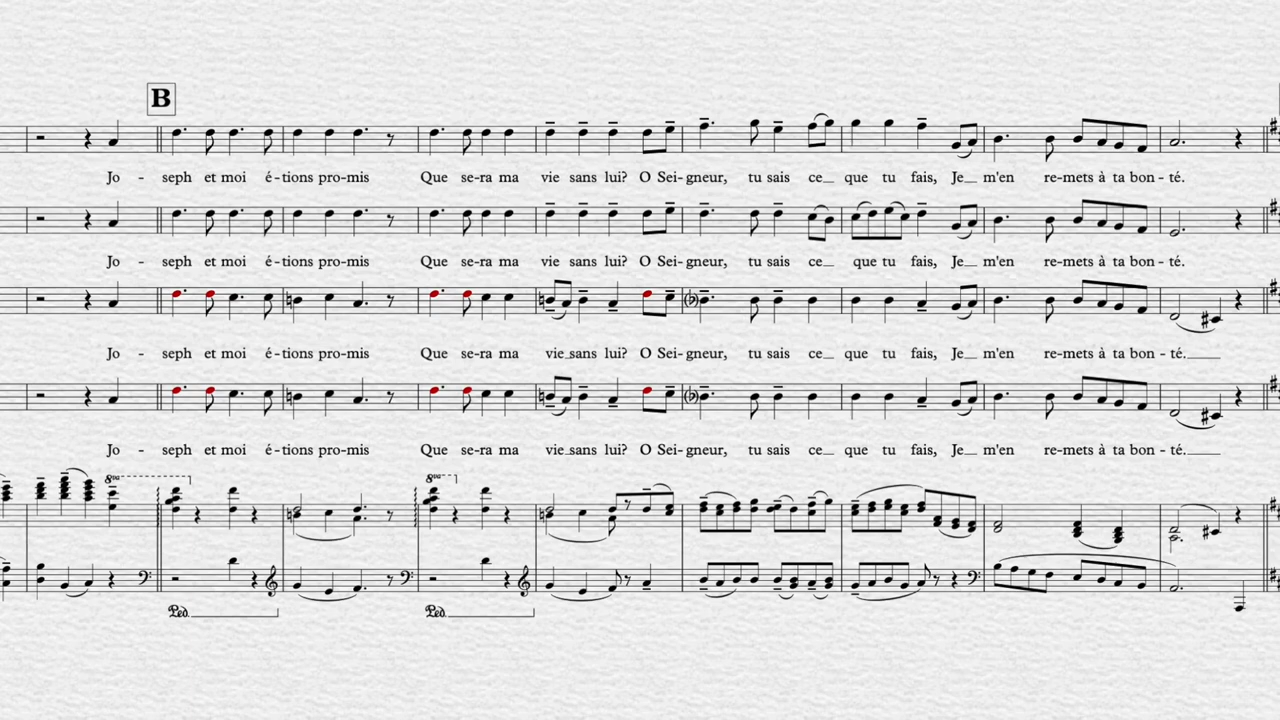 B
Jo - seph et moi é-tions pro-mis Que se-ra ma vie sans lui? O Sei-gneur, tu sais ce_ que tu fais, Je_ m'en re-mets à ta bon-té.
Jo - seph et moi é-tions pro-mis Que se-ra ma vie sans lui? O Sei-gneur, tu sais ce_ que tu fais, Je_ m'en re-mets à ta bon-té.
Jo - seph et moi é-tions pro-mis Que se-ra ma vie_sans lui? O Sei-gneur, tu sais ce_ que tu fais, Je_ m'en re-mets à ta bon-té.__
Jo - seph et moi é-tions pro-mis Que se-ra ma vie_sans lui? O Sei-gneur, tu sais ce_ que tu fais, Je_ m'en re-mets à ta bon-té.__
8va 8va
Ped. Ped.